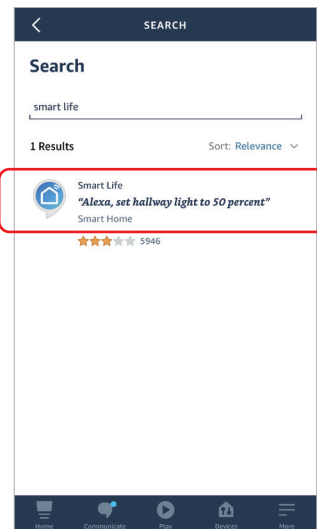 SEARCH
Search
smart life
1 Results Sort: Relevance
Smart Life
“Alexa, set hallway light to 50 percent”
Smart Home
5946
Home Communicate Play Devices More